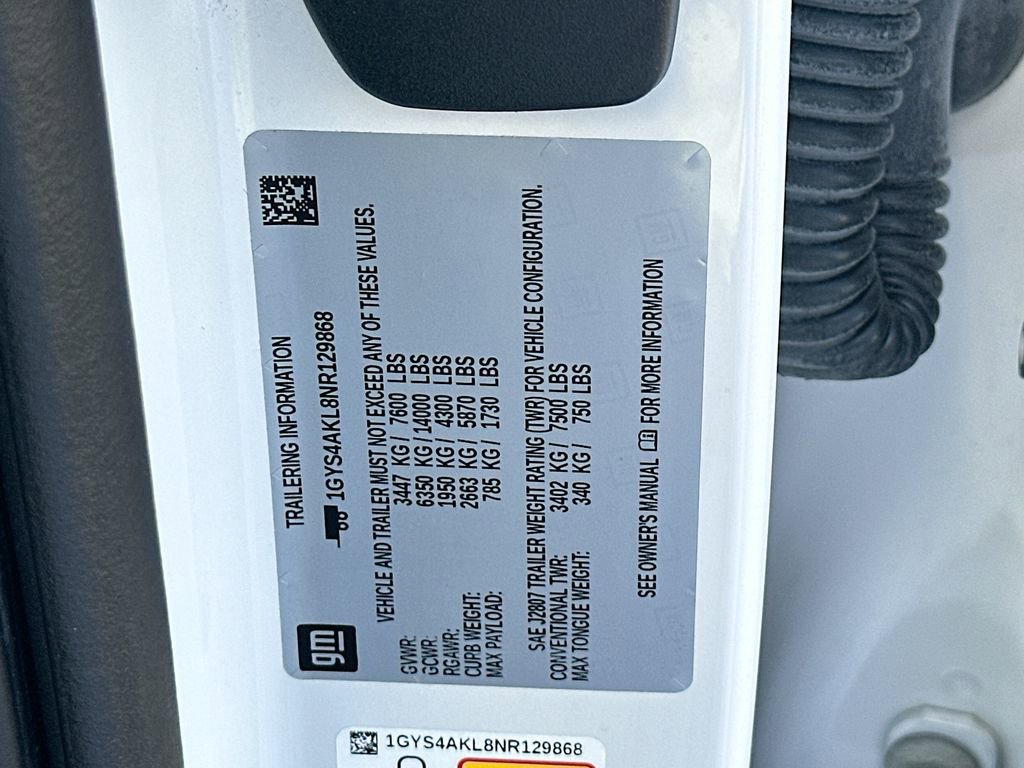 gm
TRAILERING INFORMATION
1GYS4AKL8NR129868
VEHICLE AND TRAILER MUST NOT EXCEED ANY OF THESE VALUES.
GVWR: 3447 KG / 7600 LBS
GCWR: 6350 KG / 14000 LBS
RGAWR: 1950 KG / 4300 LBS
CURB WEIGHT: 2663 KG / 5870 LBS
MAX PAYLOAD: 785 KG / 1730 LBS
SAE J2807 TRAILER WEIGHT RATING (TWR) FOR VEHICLE CONFIGURATION.
CONVENTIONAL TWR: 3402 KG / 7500 LBS
MAX TONGUE WEIGHT: 340 KG / 750 LBS
SEE OWNER'S MANUAL FOR MORE INFORMATION
1GYS4AKL8NR129868